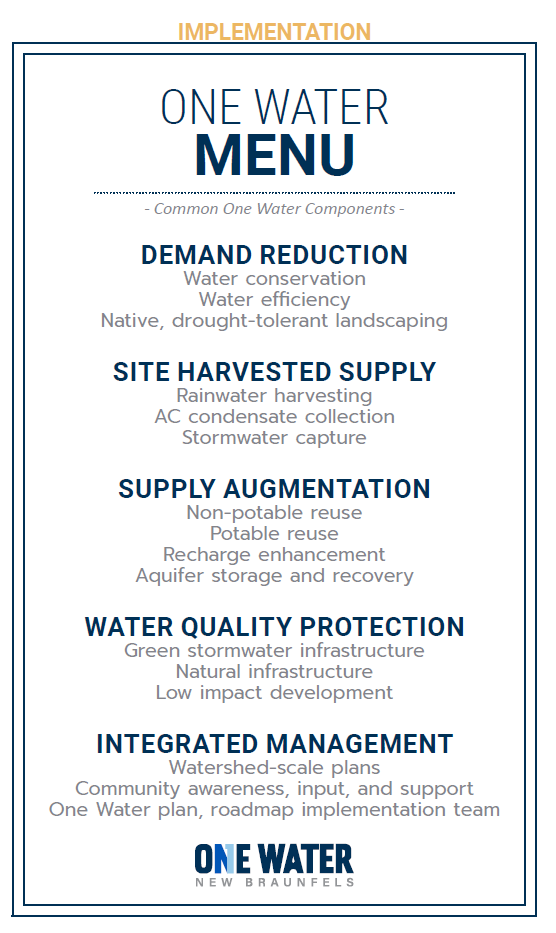 IMPLEMENTATION
ONE WATER
MENU
- Common One Water Components -
DEMAND REDUCTION
Water conservation
Water efficiency
Native, drought-tolerant landscaping
SITE HARVESTED SUPPLY
Rainwater harvesting
AC condensate collection
Stormwater capture
SUPPLY AUGMENTATION
Non-potable reuse
Potable reuse
Recharge enhancement
Aquifer storage and recovery
WATER QUALITY PROTECTION
Green stormwater infrastructure
Natural infrastructure
Low impact development
INTEGRATED MANAGEMENT
Watershed-scale plans
Community awareness, input, and support
One Water plan, roadmap implementation team
ONE WATER
NEW BRAUNFELS